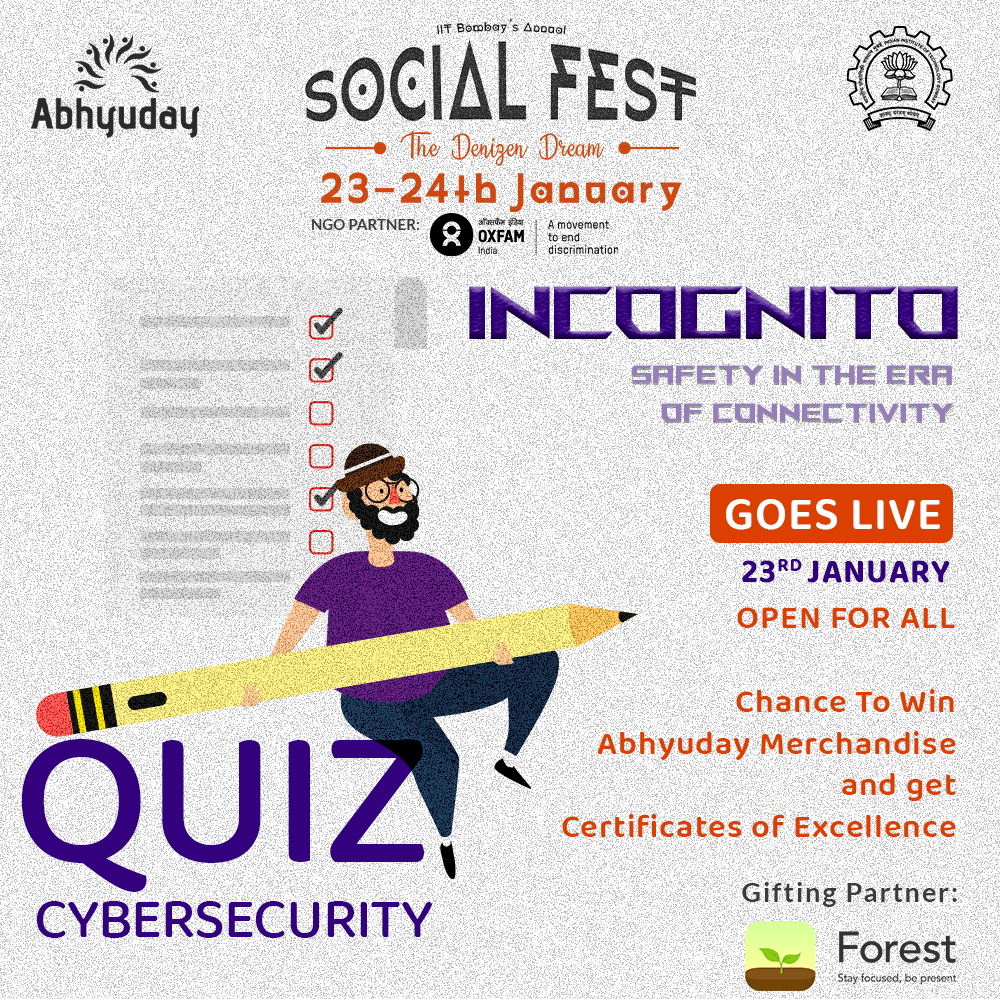 Abhyuday
IIT Bombay's Annual
SOCIAL FEST
The Denizen Dream
23-24th January
NGO PARTNER:
ऑक्सफैम इंडिया
OXFAM
India
A movement
to end
discrimination
INCOGNITO
SAFETY IN THE ERA
OF CONNECTIVITY
GOES LIVE
23RD JANUARY
OPEN FOR ALL
Chance To Win
Abhyuday Merchandise
and get
Certificates of Excellence
QUIZ
CYBERSECURITY
Gifting Partner:
Forest
Stay focused, be present